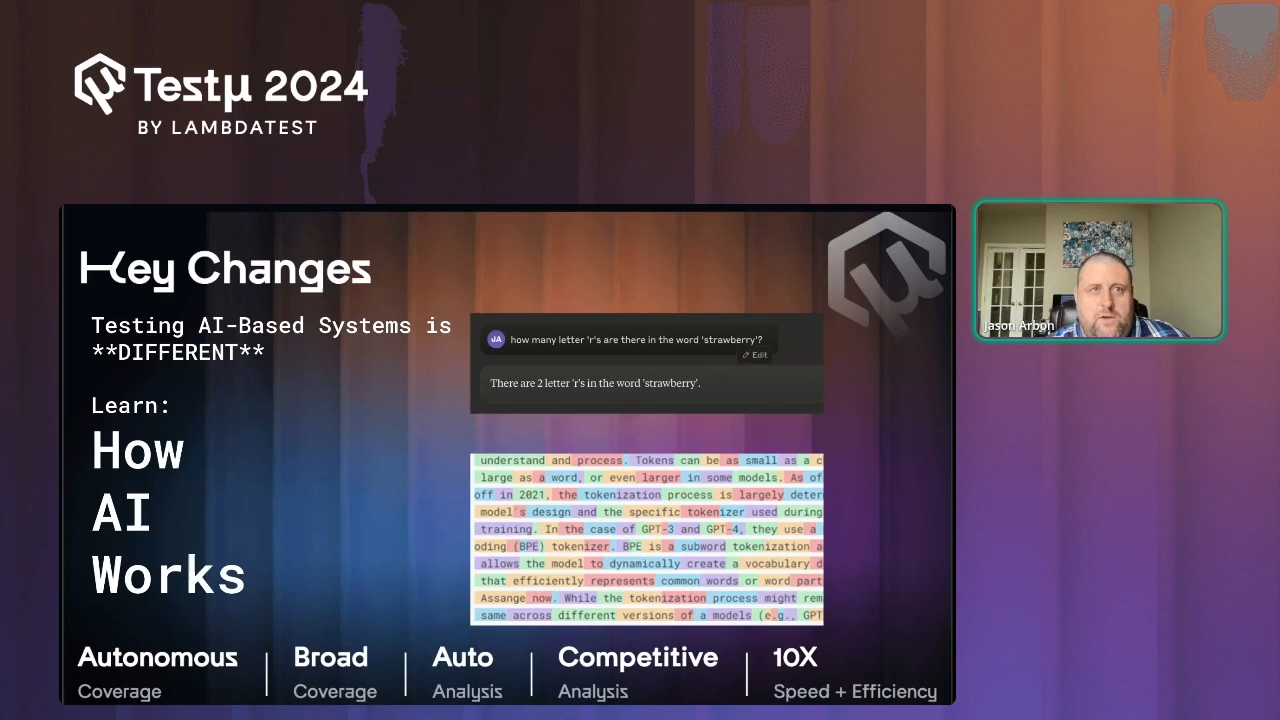 Testμ 2024
BY LAMBDATEST
Key Changes
Testing AI-Based Systems is
**DIFFERENT**
Learn:
How
AI
Works
JA how many letter 'r's are there in the word 'strawberry'?
Edit
There are 2 letter 'r's in the word 'strawberry'.
understand and process. Tokens can be as small as a c
large as a word, or even larger in some models. As of
off in 2021, the tokenization process is largely deter
model's design and the specific tokenizer used during
training. In the case of GPT-3 and GPT-4, they use a
oding (BPE) tokenizer. BPE is a subword tokenization a
allows the model to dynamically create a vocabulary d
that efficiently represents common words or word part
Assange now. While the tokenization process might rem
same across different versions of a models (e.g., GPT
Autonomous
Coverage
Broad
Coverage
Auto
Analysis
Competitive
Analysis
10X
Speed + Efficiency
Jason Arbon